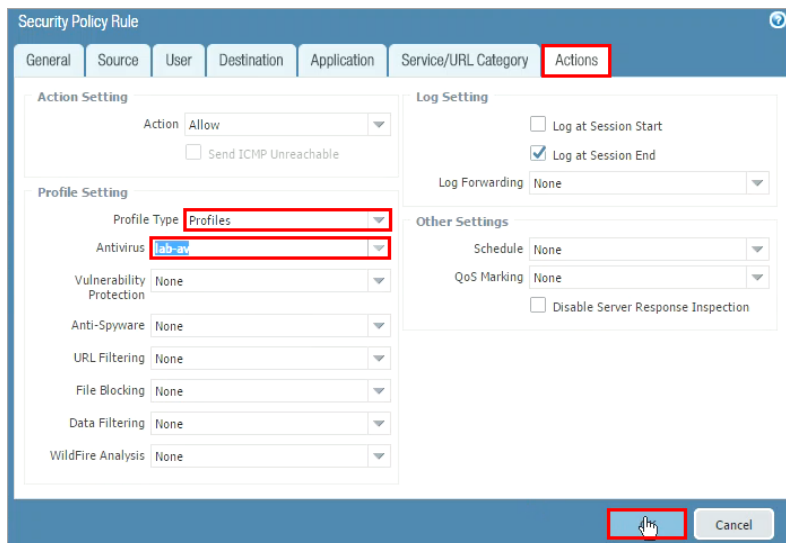 Security Policy Rule
General
Source
User
Destination
Application
Service/URL Category
Actions
Action Setting
Action
Allow
Send ICMP Unreachable
Profile Setting
Profile Type
Profiles
Antivirus
lab-av
Vulnerability
Protection
None
Anti-Spyware
None
URL Filtering
None
File Blocking
None
Data Filtering
None
WildFire Analysis
None
Log Setting
Log at Session Start
Log at Session End
Log Forwarding
None
Other Settings
Schedule
None
QoS Marking
None
Disable Server Response Inspection
Cancel